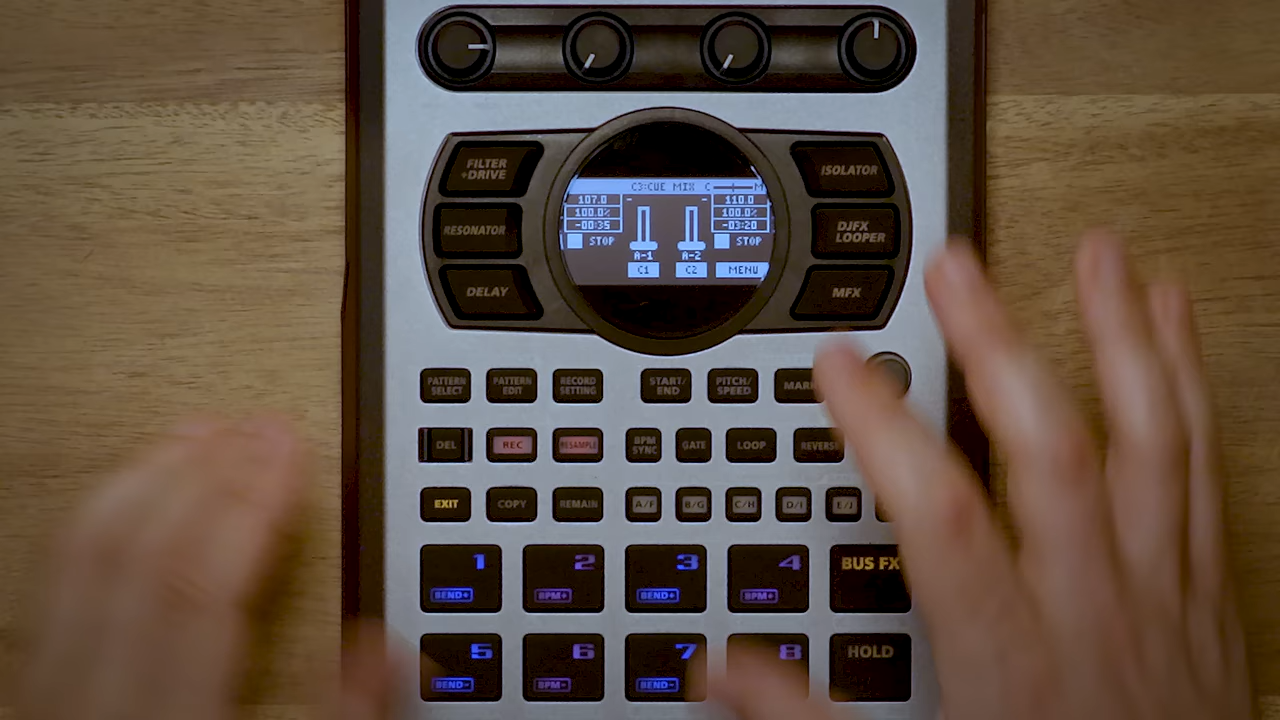 FILTER
+DRIVE
RESONATOR
DELAY
C3:CUE MIX C M
107.0
100.0%
-00:35
STOP
110.0
100.0%
-03:20
STOP
A-1
A-2
C1
C2
MENU
ISOLATOR
DJFX
LOOPER
MFX
PATTERN
SELECT
PATTERN
EDIT
RECORD
SETTING
START/
END
PITCH/
SPEED
DEL
REC
RESAMPLE
BPM
SYNC
GATE
LOOP
REVERSE
EXIT
COPY
REMAIN
A/F
B/G
C/H
D/I
E/J
1
BEND+
2
BPM+
3
BEND+
4
BPM+
BUS FX
5
BEND-
6
BPM-
7
BEND-
8
HOLD